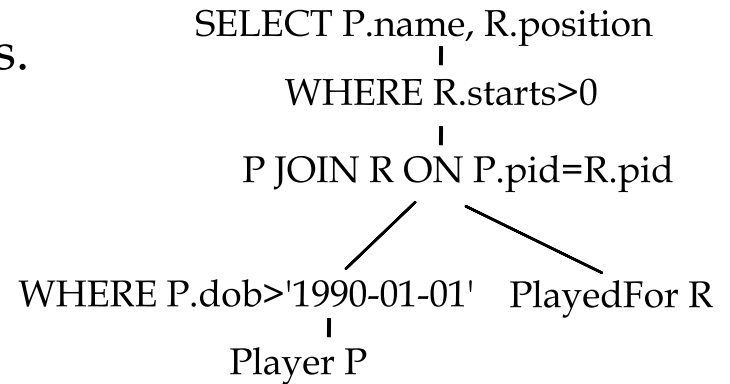 SELECT P.name, R.position
s.
WHERE R.starts>0
P JOIN R ON P.pid=R.pid
WHERE P.dob>'1990-01-01' PlayedFor R
Player P